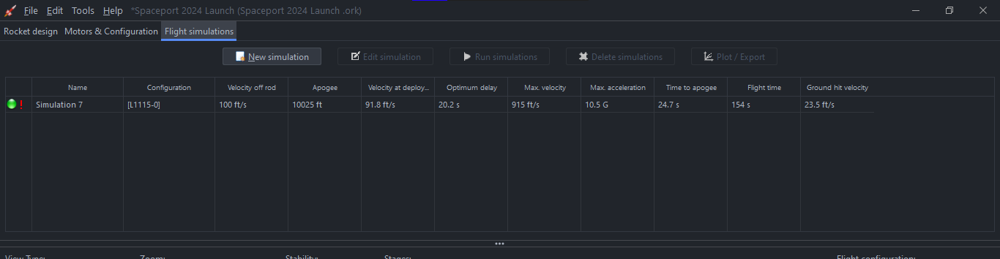 File Edit Tools Help *Spaceport 2024 Launch (Spaceport 2024 Launch .ork)
Rocket design Motors & Configuration Flight simulations
New simulation Edit simulation Run simulations Delete simulations Plot / Export
Name Configuration Velocity off rod Apogee Velocity at deploy... Optimum delay Max. velocity Max. acceleration Time to apogee Flight time Ground hit velocity
! Simulation 7 [L1115-0] 100 ft/s 10025 ft 91.8 ft/s 20.2 s 915 ft/s 10.5 G 24.7 s 154 s 23.5 ft/s
View Type: Zoom: Stability: Stages: Flight configuration: